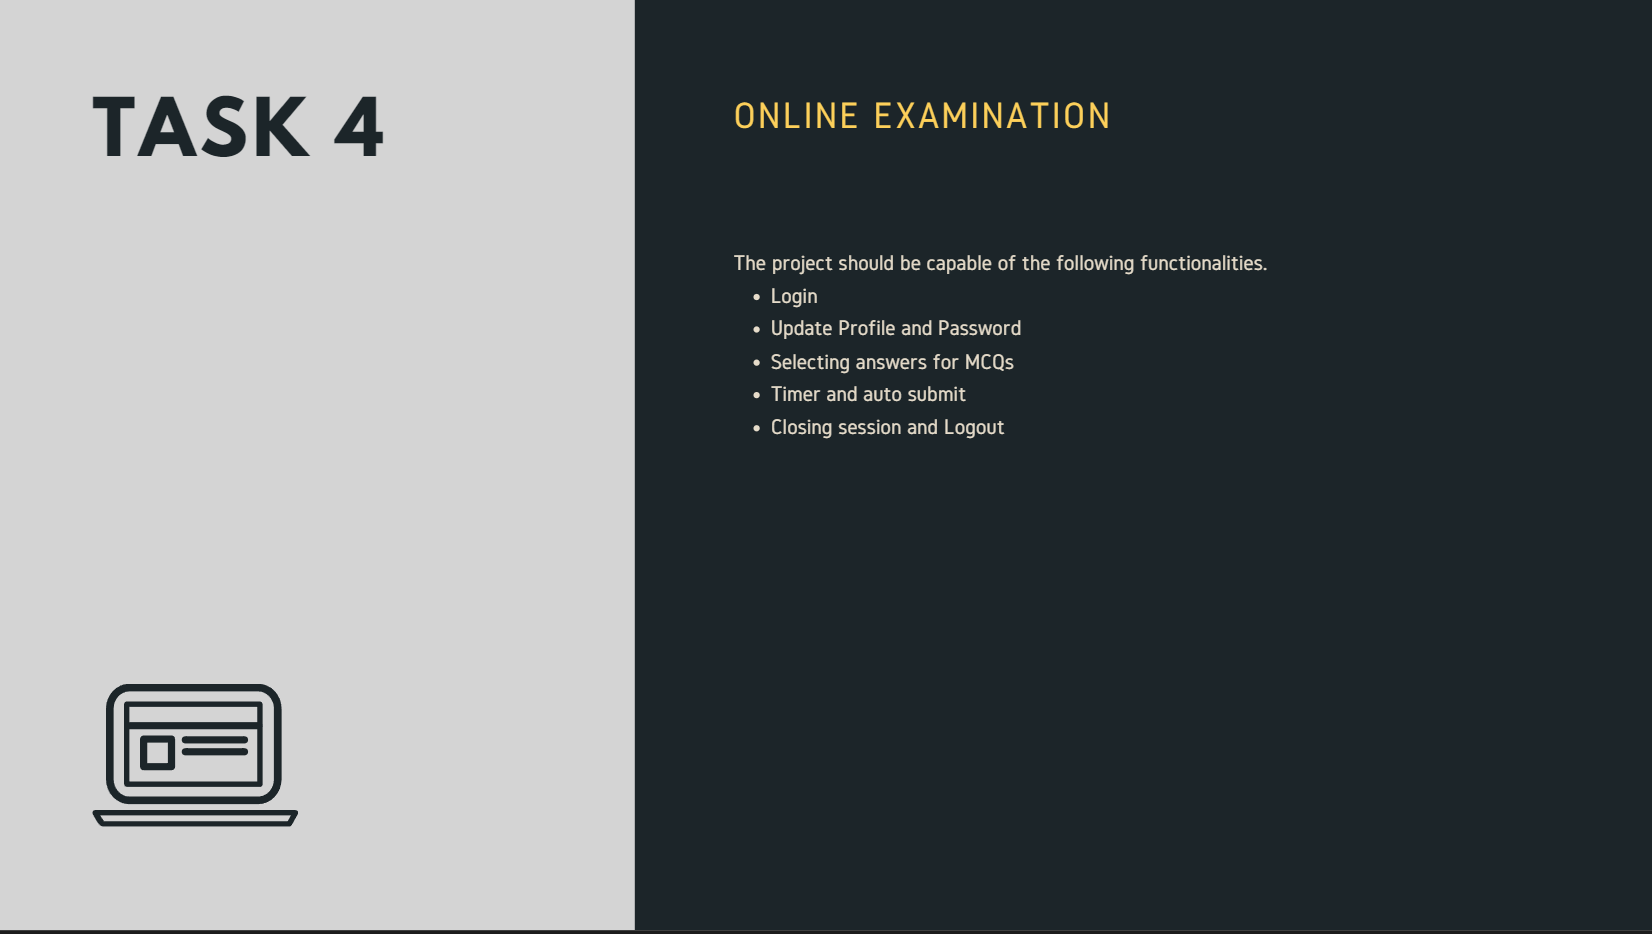 TASK 4
ONLINE EXAMINATION
The project should be capable of the following functionalities.
• Login
• Update Profile and Password
• Selecting answers for MCQs
• Timer and auto submit
• Closing session and Logout